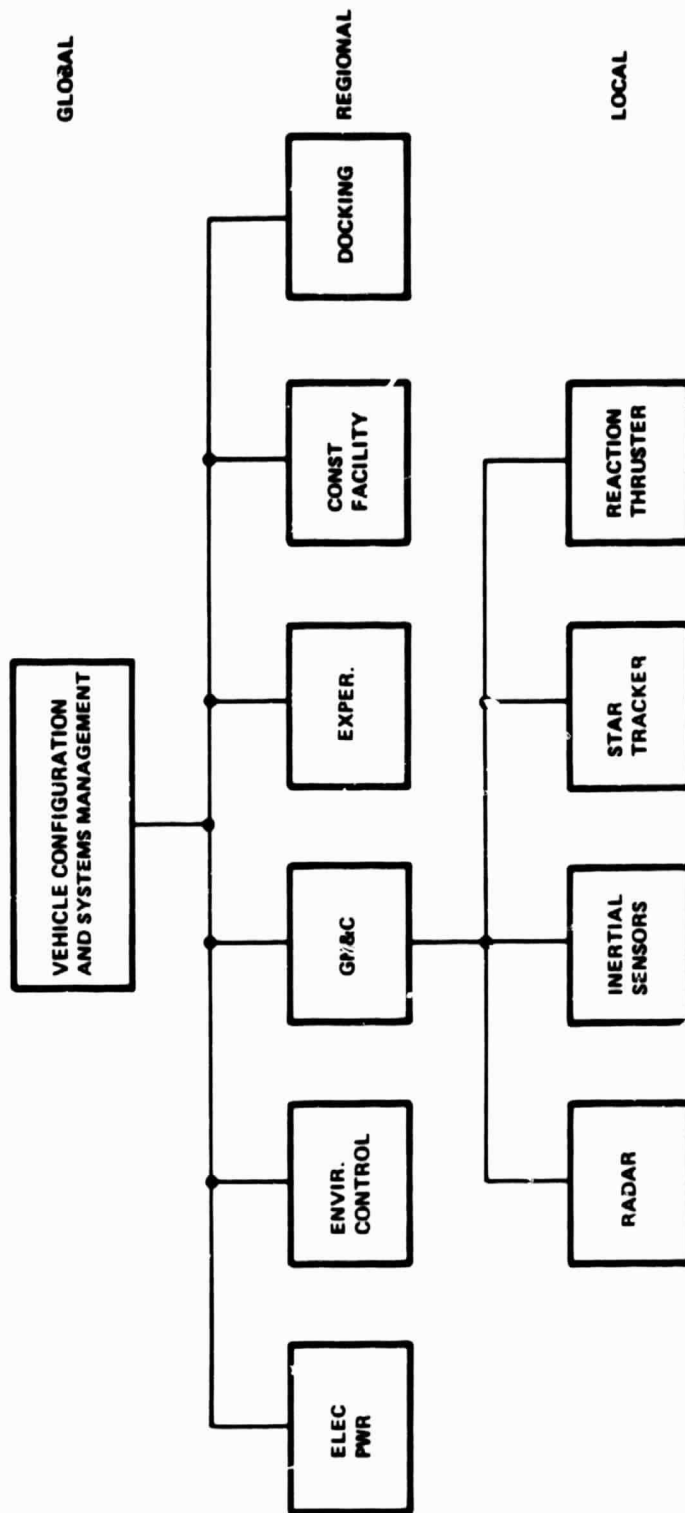 GLOBAL
VEHICLE CONFIGURATION
AND SYSTEMS MANAGEMENT
REGIONAL
ELEC
PWR
ENVIR.
CONTROL
GN&C
EXPER.
CONST
FACILITY
DOCKING
LOCAL
RADAR
INERTIAL
SENSORS
STAR
TRACKER
REACTION
THRUSTER